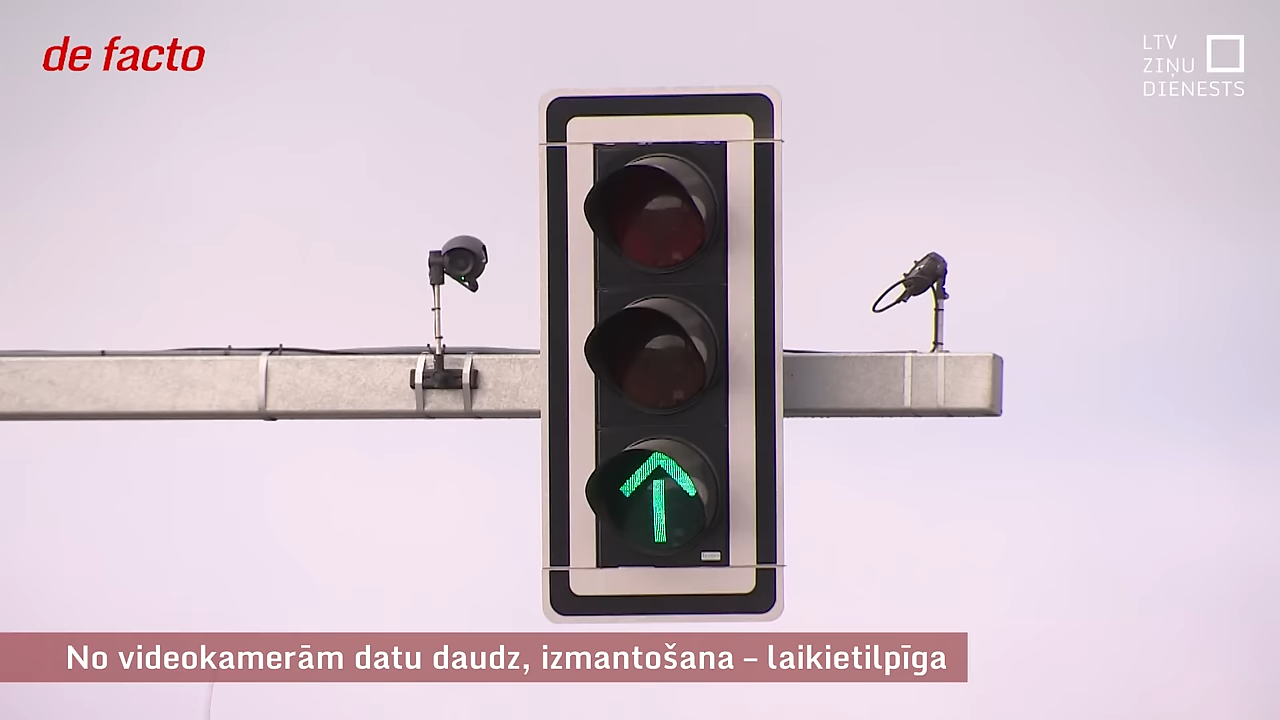 de facto
LTV
ZIŅU
DIENESTS
No videokamerām datu daudz, izmantošana – laikietilpīga